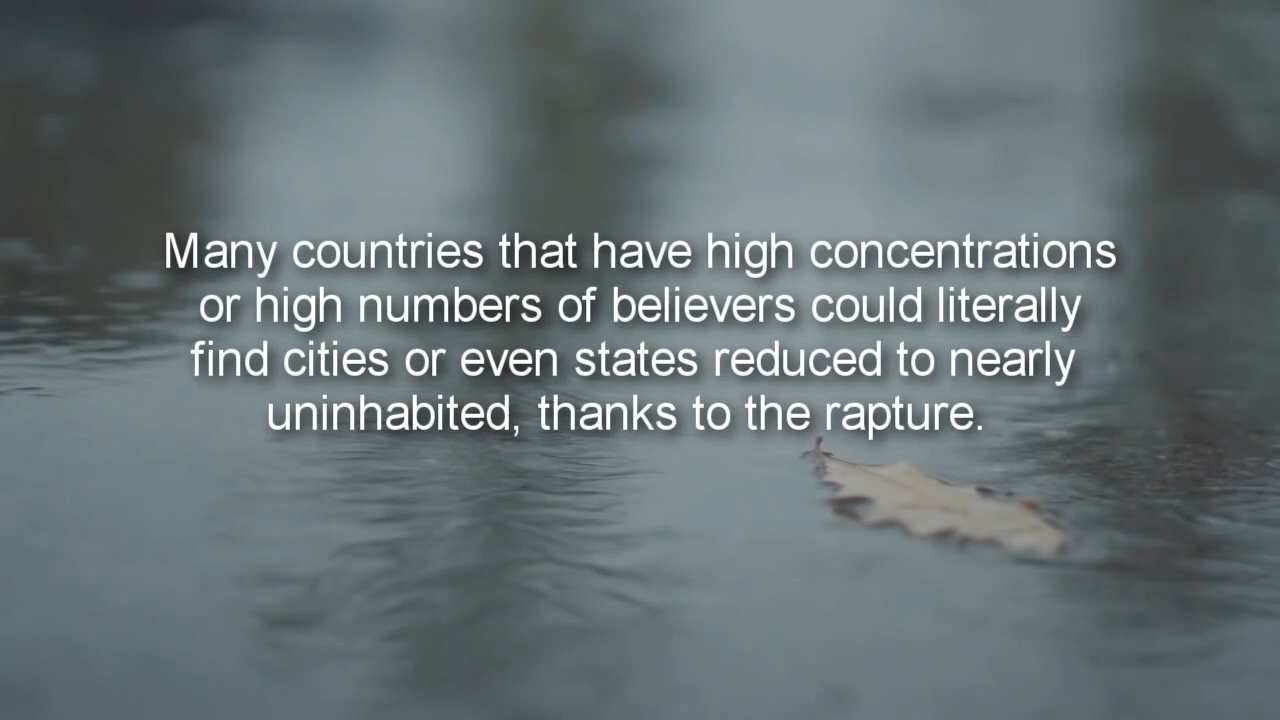 Many countries that have high concentrations
or high numbers of believers could literally
find cities or even states reduced to nearly
uninhabited, thanks to the rapture.